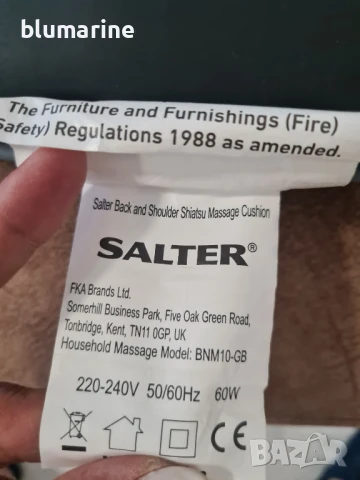 blumarine
The Furniture and Furnishings (Fire)
Safety) Regulations 1988 as amended.
Salter Back and Shoulder Shiatsu Massage Cushion
SALTER®
FKA Brands Ltd.
Somerhill Business Park, Five Oak Green Road,
Tonbridge, Kent, TN11 0GP, UK
Household Massage Model: BNM10-GB
220-240V 50/60Hz 60W
CE
BAZAR